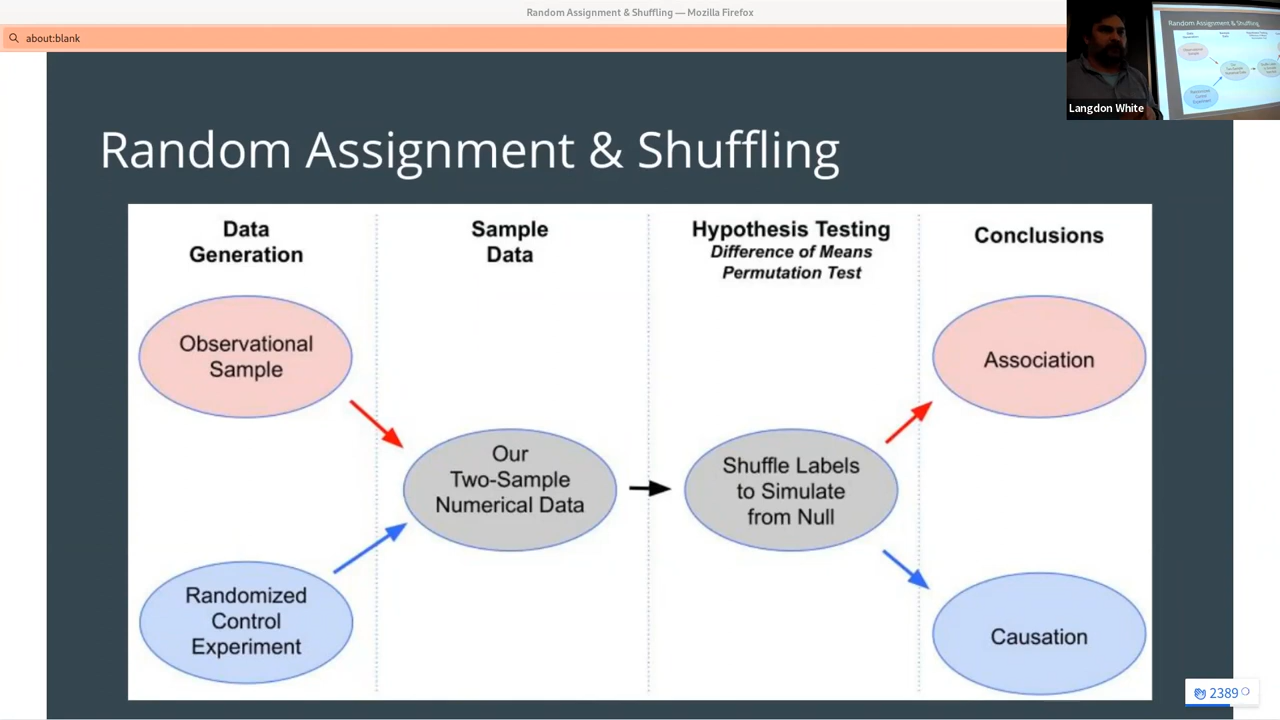 Random Assignment & Shuffling — Mozilla Firefox
about:blank
Langdon White
Random Assignment & Shuffling
Data
Generation
Sample
Data
Hypothesis Testing
Difference of Means
Permutation Test
Conclusions
Observational
Sample
Association
Our
Two-Sample
Numerical Data
Shuffle Labels
to Simulate
from Null
Randomized
Control
Experiment
Causation
2389